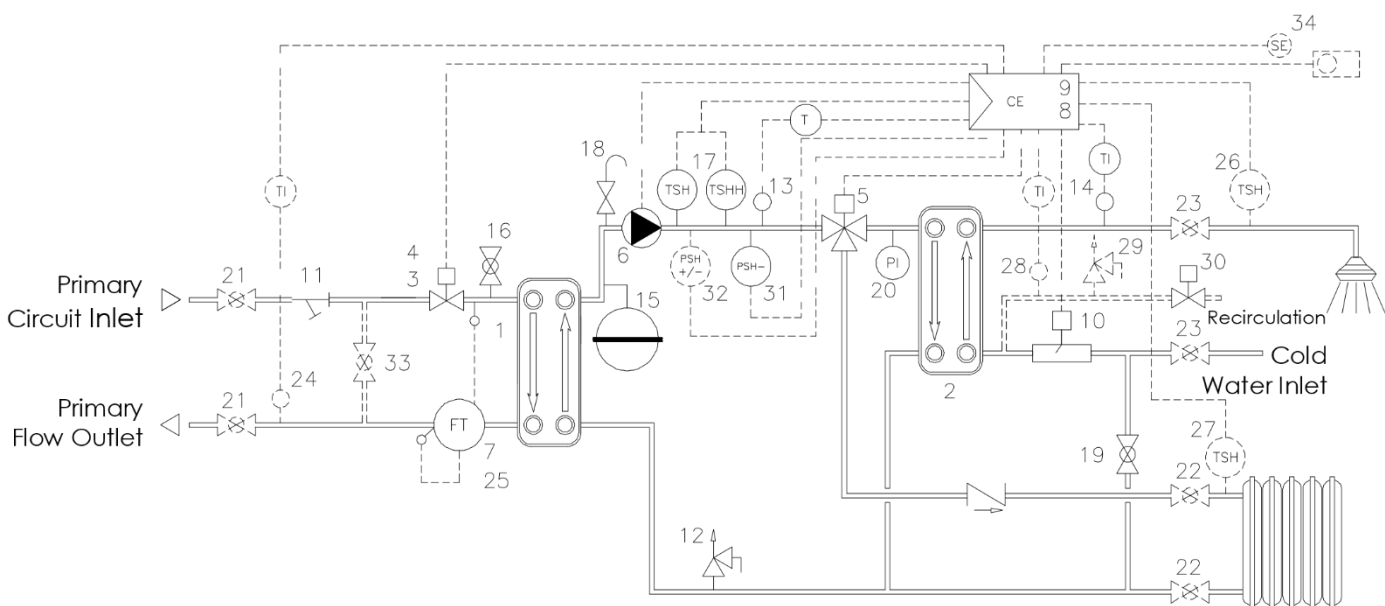 34
SE
9
CE
8
T
TI
18
17
TSH
TSHH
13
5
14
TI
TI
26
TSH
TI
16
4
3
6
23
29
30
21
11
PSH
+/-
32
PSH-
31
PI
20
28
Primary
Circuit Inlet
1
15
10
Recirculation
23
Cold
Water Inlet
33
2
24
21
Primary
Flow Outlet
FT
7
25
19
27
TSH
22
12
22